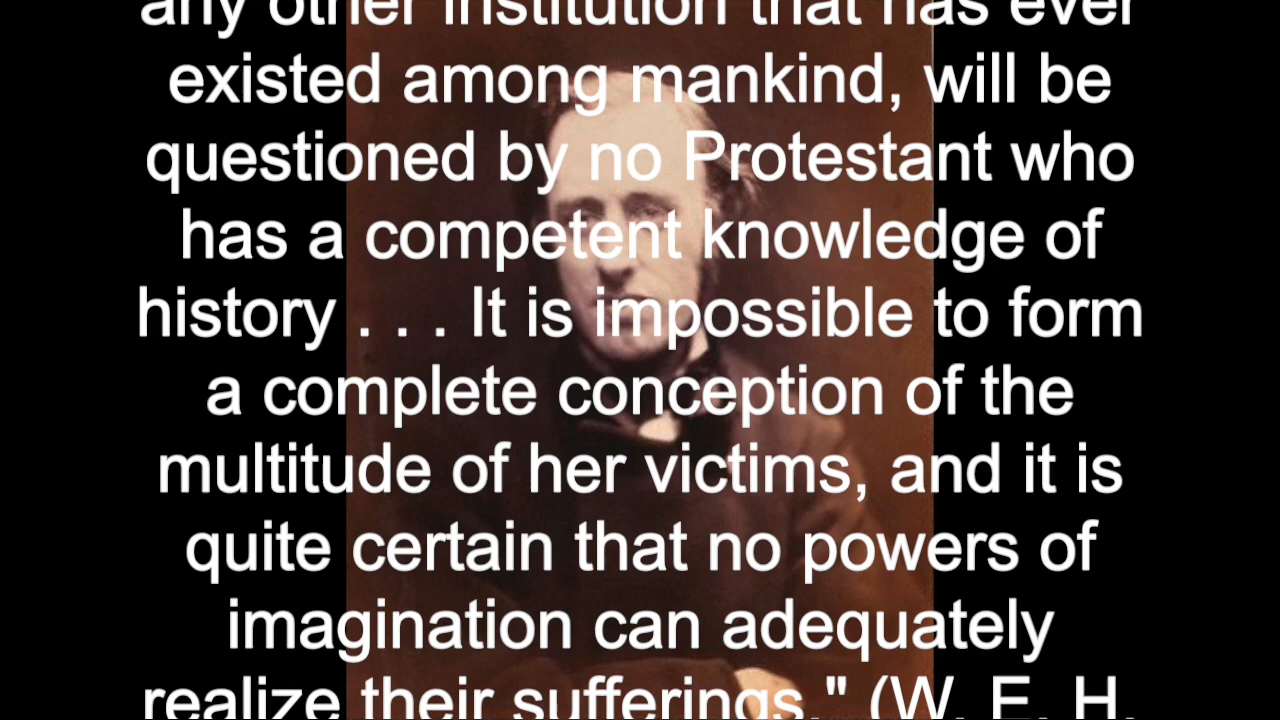 any other institution that has ever
existed among mankind, will be
questioned by no Protestant who
has a competent knowledge of
history . . . It is impossible to form
a complete conception of the
multitude of her victims, and it is
quite certain that no powers of
imagination can adequately
realize their sufferings." (W. E. H.